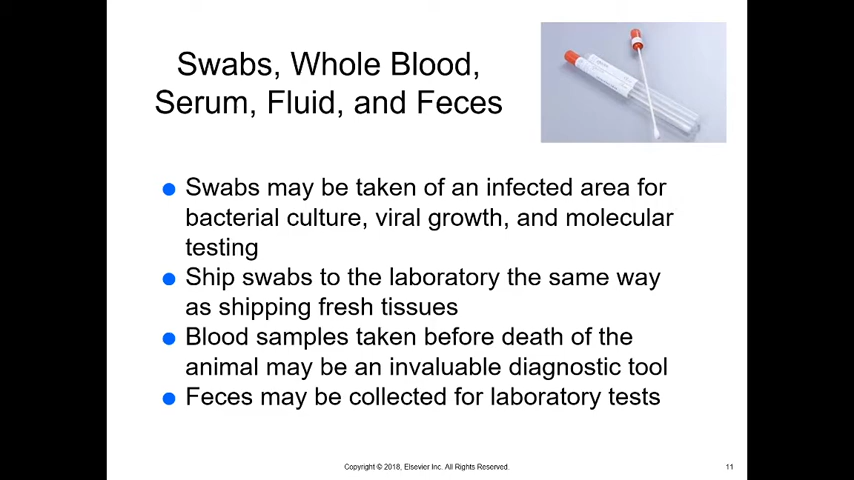 Swabs, Whole Blood,
Serum, Fluid, and Feces
Swabs may be taken of an infected area for
bacterial culture, viral growth, and molecular
testing
Ship swabs to the laboratory the same way
as shipping fresh tissues
Blood samples taken before death of the
animal may be an invaluable diagnostic tool
Feces may be collected for laboratory tests
Copyright © 2018, Elsevier Inc. All Rights Reserved.
11